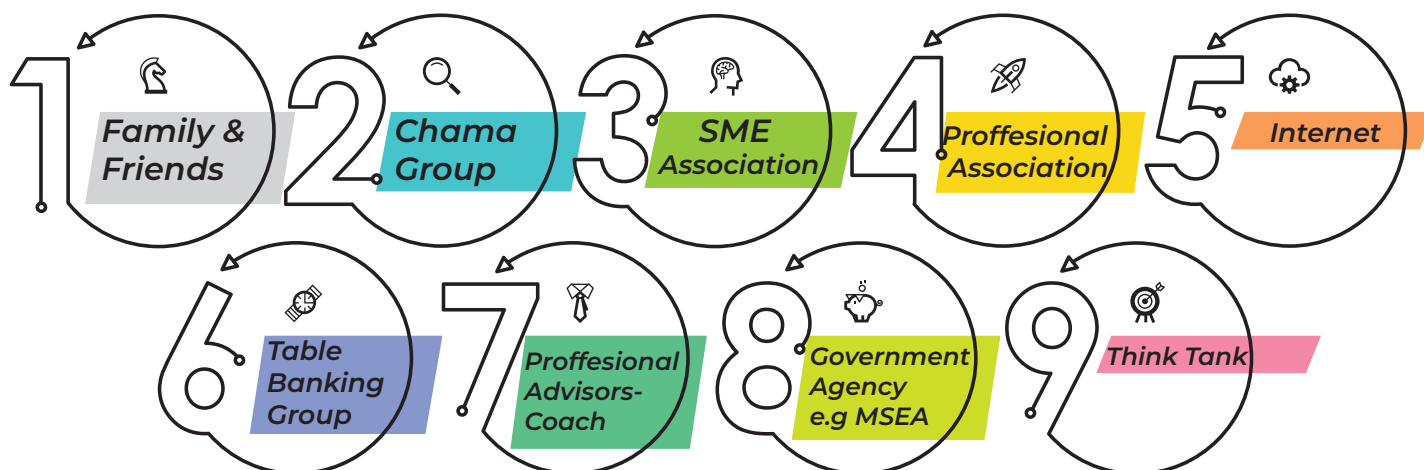 1
Family &
Friends
2
Chama
Group
3
SME
Association
4
Proffesional
Association
5
Internet
6
Table
Banking
Group
7
Proffesional
Advisors-
Coach
8
Government
Agency
e.g MSEA
9
Think Tank